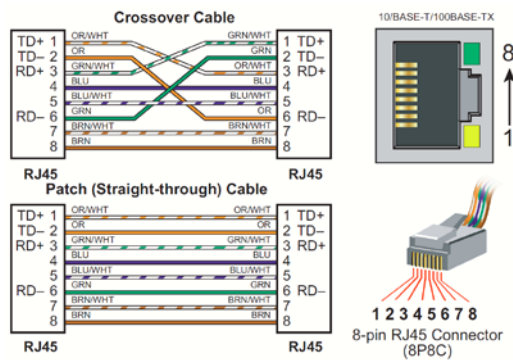 Crossover Cable
TD+ 1 OR/WHT GRN/WHT 1 TD+
TD– 2 OR GRN 2 TD–
RD+ 3 GRN/WHT OR/WHT 3 RD+
4 BLU BLU 4
5 BLU/WHT BLU/WHT 5
RD– 6 GRN OR 6 RD–
7 BRN/WHT BRN/WHT 7
8 BRN BRN 8
RJ45 RJ45
Patch (Straight-through) Cable
TD+ 1 OR/WHT OR/WHT 1 TD+
TD– 2 OR OR 2 TD–
RD+ 3 GRN/WHT GRN/WHT 3 RD+
4 BLU BLU 4
5 BLU/WHT BLU/WHT 5
RD– 6 GRN GRN 6 RD–
7 BRN/WHT BRN/WHT 7
8 BRN BRN 8
RJ45 RJ45
10/BASE-T/100BASE-TX
8
1
1 2 3 4 5 6 7 8
8-pin RJ45 Connector
(8P8C)